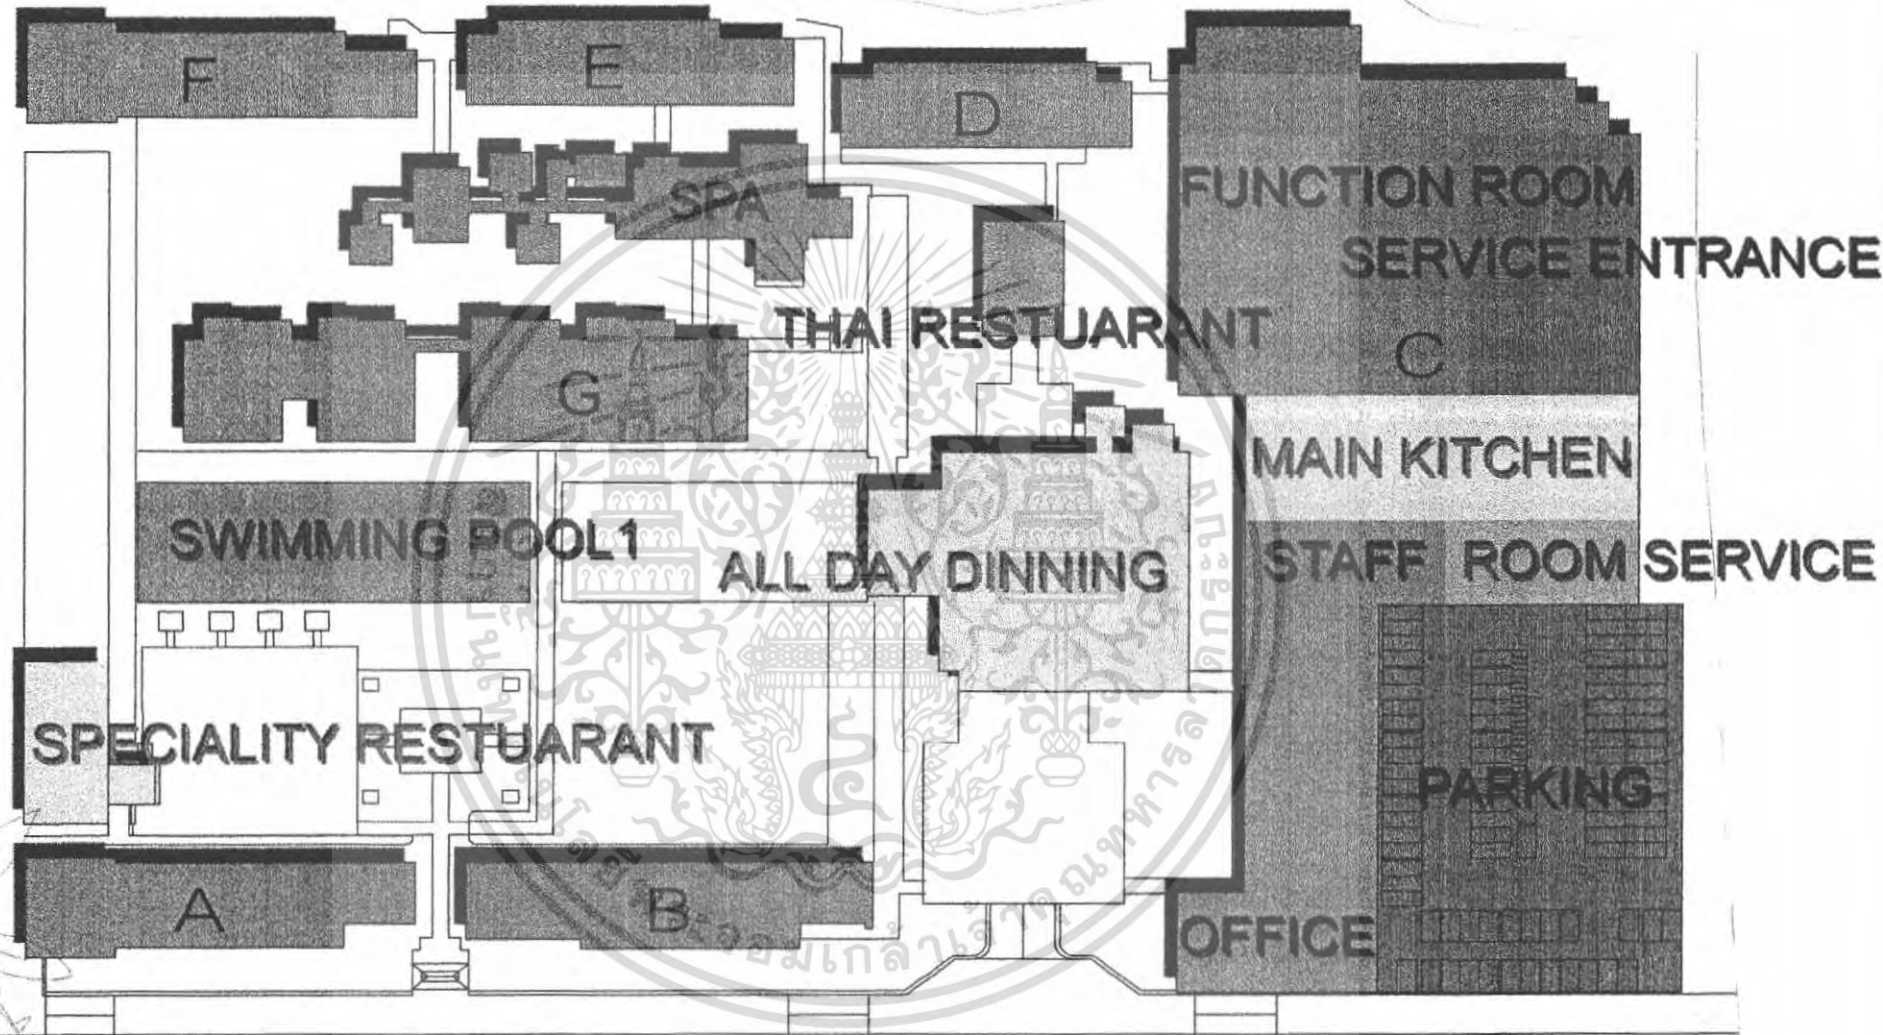 F
E
D
SPA
FUNCTION ROOM
SERVICE ENTRANCE
THAI RESTUARANT
C
G
MAIN KITCHEN
SWIMMING POOL1
ALL DAY DINNING
STAFF ROOM SERVICE
SPECIALITY RESTUARANT
PARKING
A
B
OFFICE